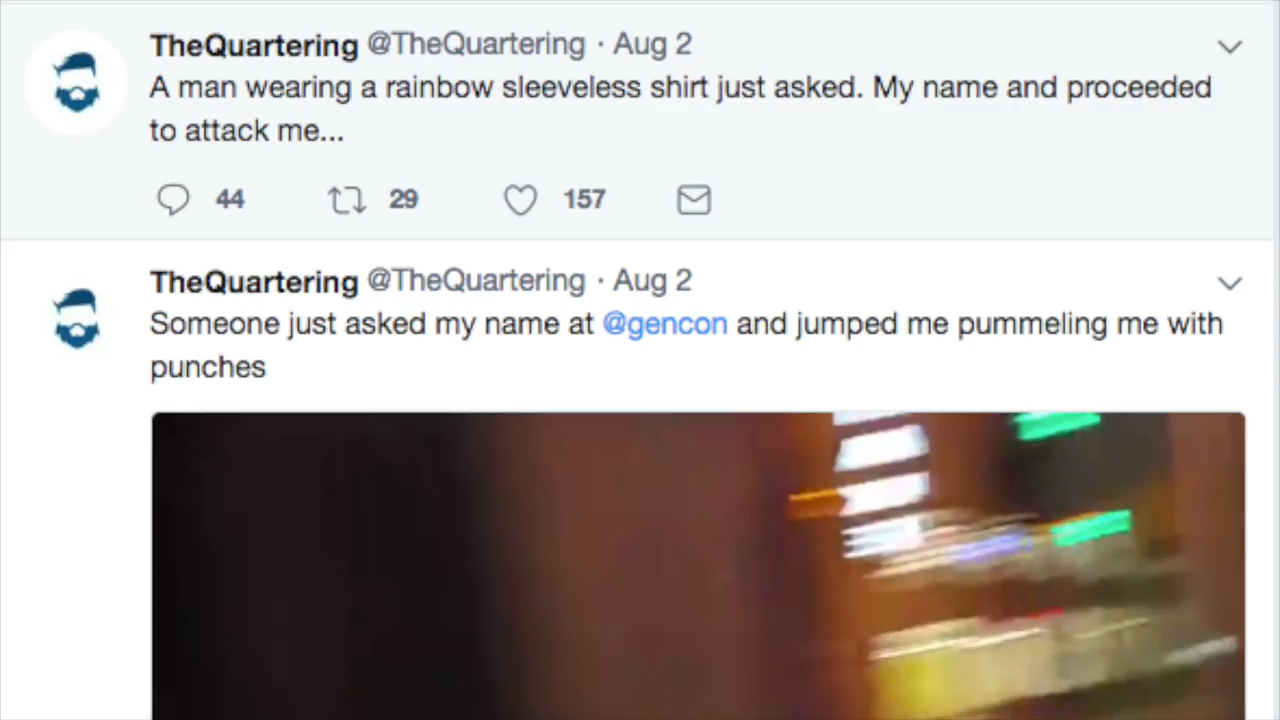 TheQuartering @TheQuartering · Aug 2
A man wearing a rainbow sleeveless shirt just asked. My name and proceeded
to attack me...
44 29 157
TheQuartering @TheQuartering · Aug 2
Someone just asked my name at @gencon and jumped me pummeling me with
punches